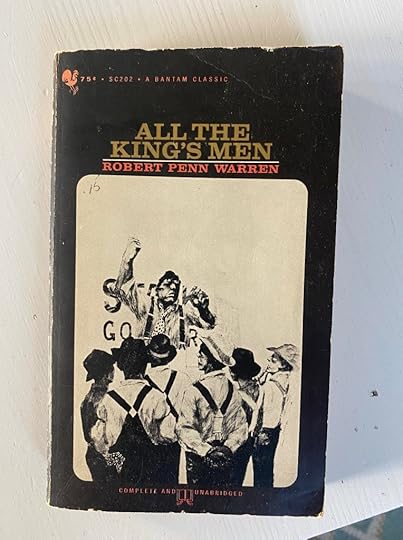 75¢ • SC202 • A BANTAM CLASSIC
ALL THE
KING'S MEN
ROBERT PENN WARREN
.15
GO
COMPLETE AND UNABRIDGED